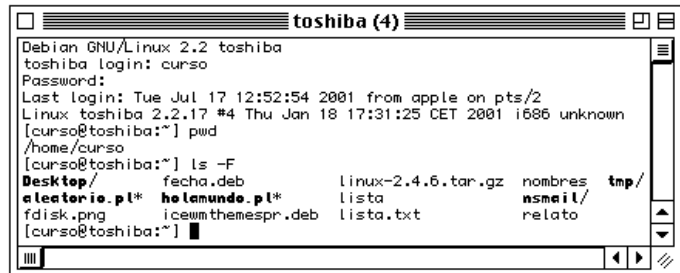 toshiba (4)
Debian GNU/Linux 2.2 toshiba
toshiba login: curso
Password:
Last login: Tue Jul 17 12:52:54 2001 from apple on pts/2
Linux toshiba 2.2.17 #4 Thu Jan 18 17:31:25 CET 2001 i686 unknown
[curso@toshiba:~] pwd
/home/curso
[curso@toshiba:~] ls -F
Desktop/ fecha.deb linux-2.4.6.tar.gz nombres tmp/
aleatorio.pl* holamundo.pl* lista nsmail/
fdisk.png icewmthemespr.deb lista.txt relato
[curso@toshiba:~]